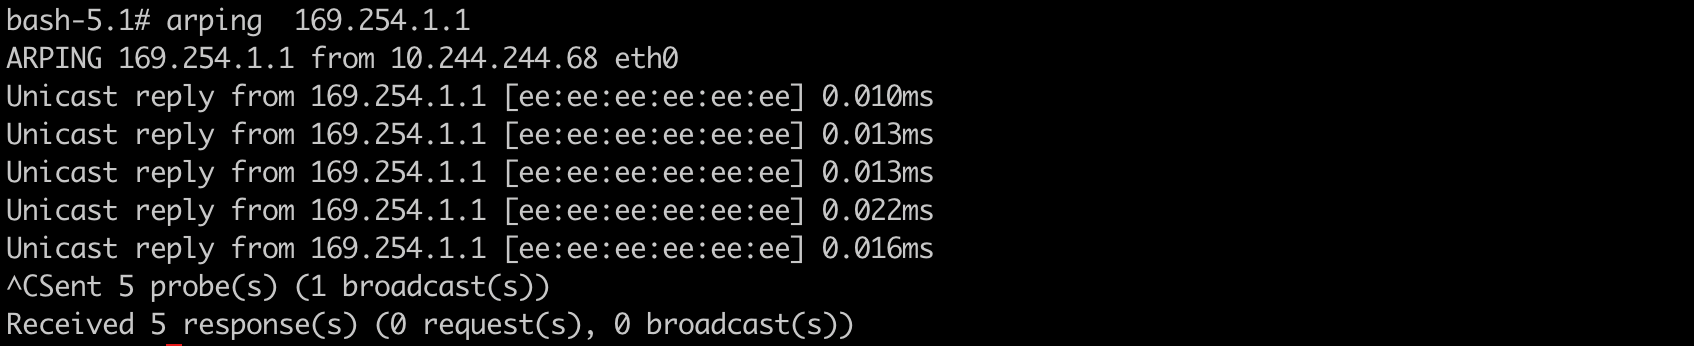 bash-5.1# arping  169.254.1.1
ARPING 169.254.1.1 from 10.244.244.68 eth0
Unicast reply from 169.254.1.1 [ee:ee:ee:ee:ee:ee] 0.010ms
Unicast reply from 169.254.1.1 [ee:ee:ee:ee:ee:ee] 0.013ms
Unicast reply from 169.254.1.1 [ee:ee:ee:ee:ee:ee] 0.013ms
Unicast reply from 169.254.1.1 [ee:ee:ee:ee:ee:ee] 0.022ms
Unicast reply from 169.254.1.1 [ee:ee:ee:ee:ee:ee] 0.016ms
^CSent 5 probe(s) (1 broadcast(s))
Received 5 response(s) (0 request(s), 0 broadcast(s))